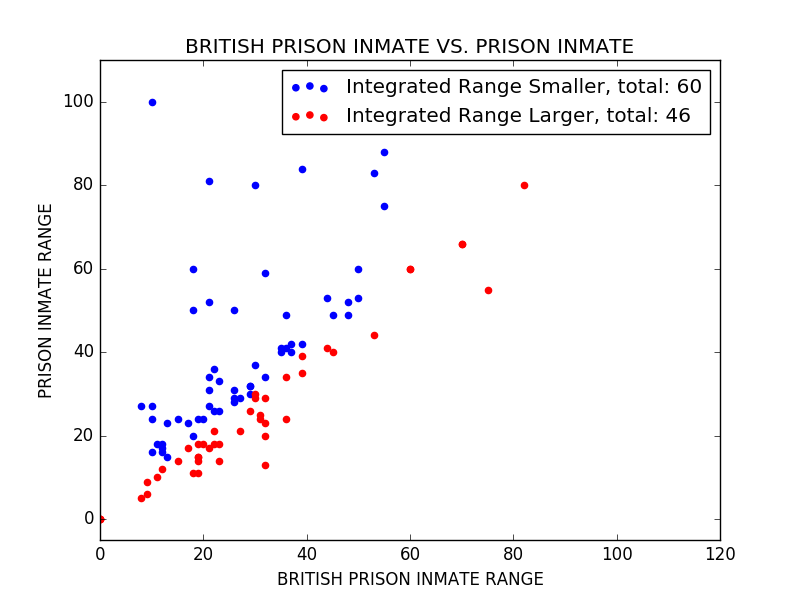 BRITISH PRISON INMATE VS. PRISON INMATE
Integrated Range Smaller, total: 60
Integrated Range Larger, total: 46
100
80
60
40
20
0
PRISON INMATE RANGE
0 20 40 60 80 100 120
BRITISH PRISON INMATE RANGE